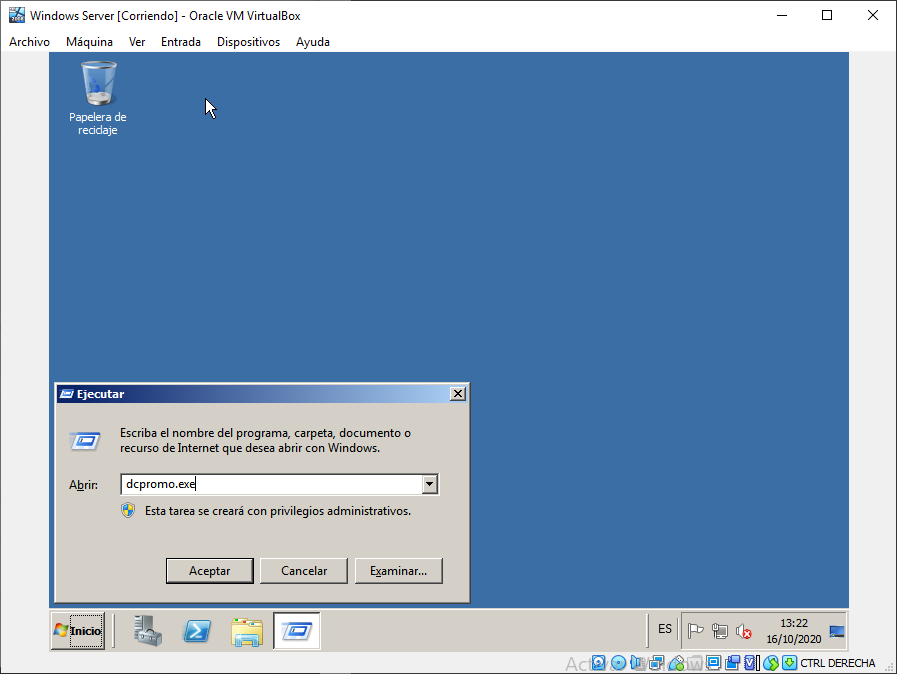 Windows Server [Corriendo] - Oracle VM VirtualBox
Archivo Máquina Ver Entrada Dispositivos Ayuda
Papelera de
reciclaje
Ejecutar
Escriba el nombre del programa, carpeta, documento o
recurso de Internet que desea abrir con Windows.
Abrir: dcpromo.exe
Esta tarea se creará con privilegios administrativos.
Aceptar Cancelar Examinar...
Inicio
ES
13:22
16/10/2020
CTRL DERECHA